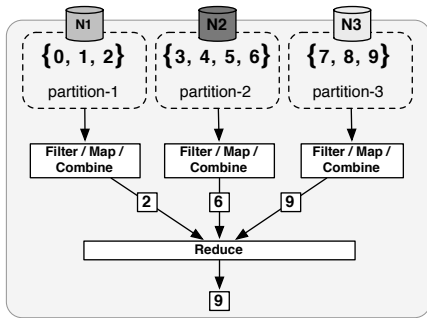 N1 N2 N3
{0, 1, 2} {3, 4, 5, 6} {7, 8, 9}
partition-1 partition-2 partition-3
Filter / Map / Filter / Map / Filter / Map /
Combine Combine Combine
2 6 9
Reduce
9